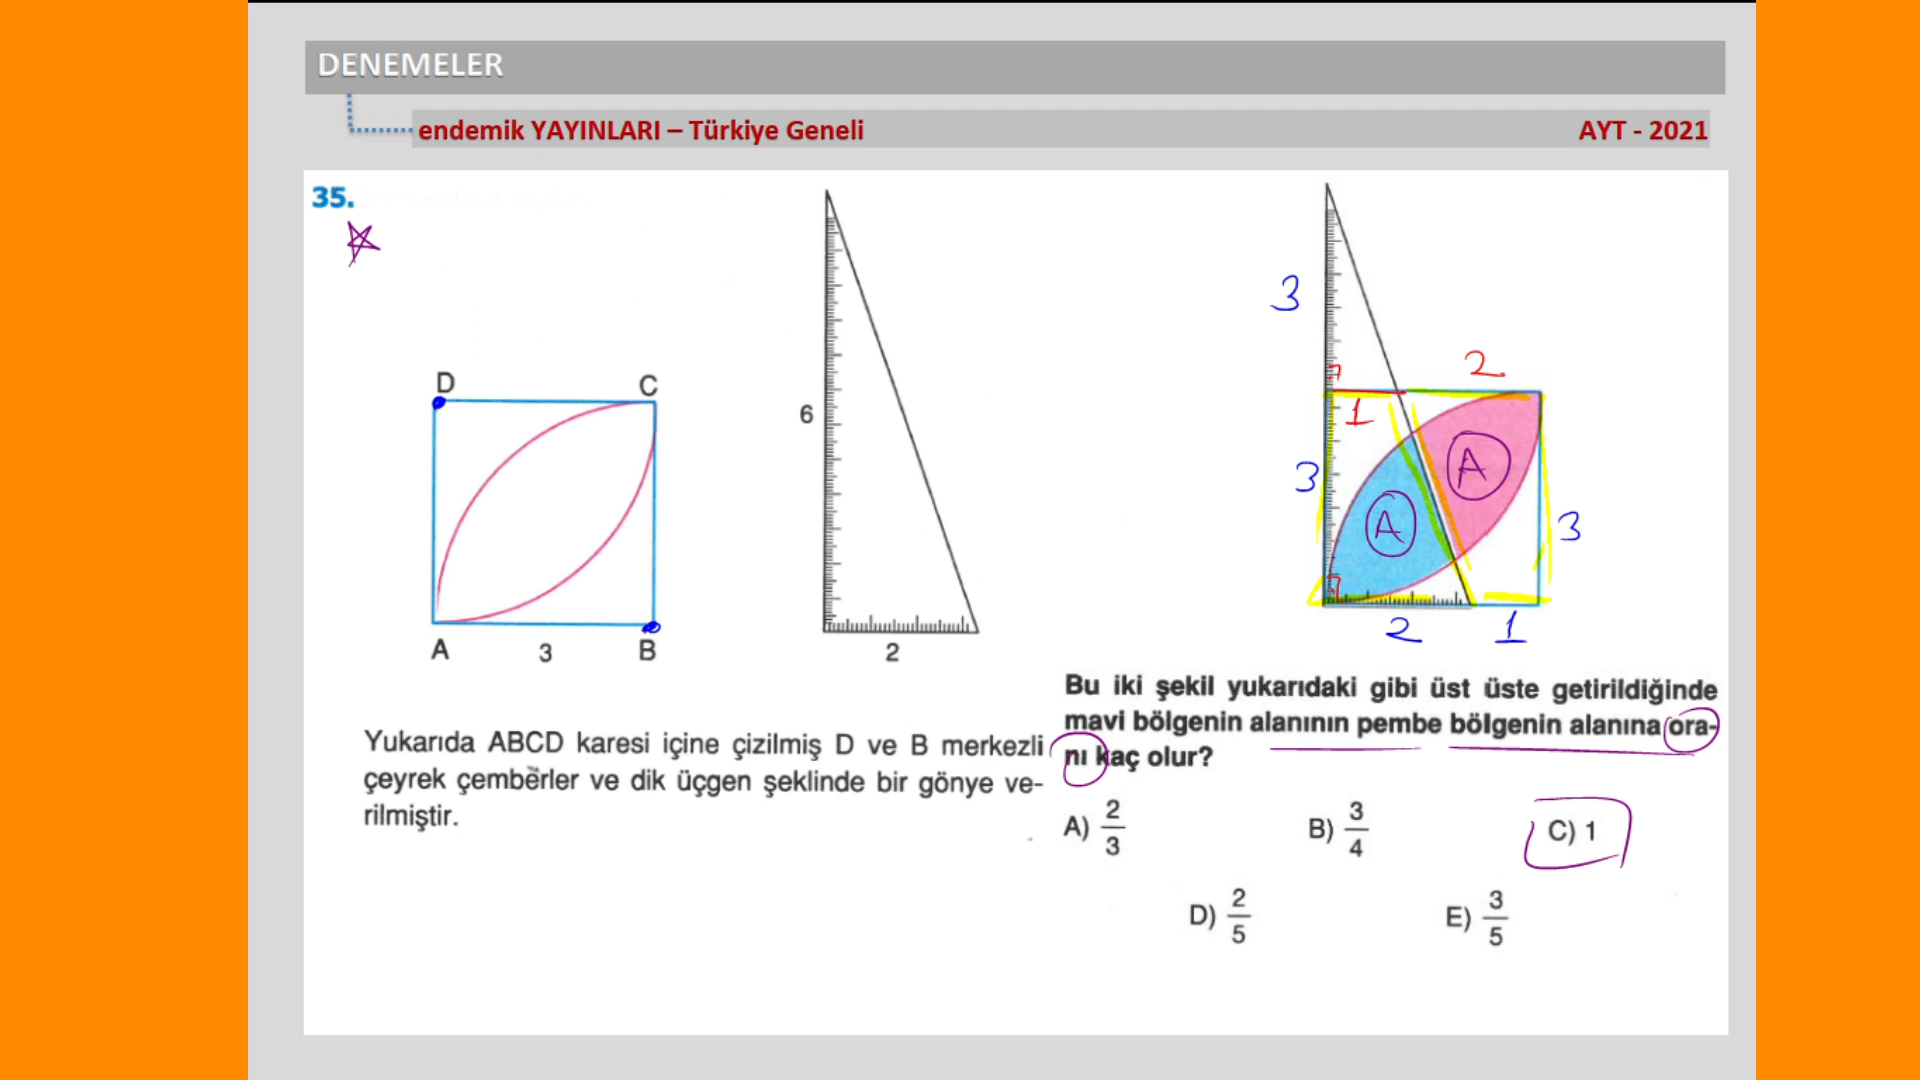 DENEMELER
endemik YAYINLARI – Türkiye Geneli
AYT - 2021
35.
D
C
A
3
B
6
2
3
2
1
3
A
A
3
2
1
Yukarıda ABCD karesi içine çizilmiş D ve B merkezli
çeyrek çemberler ve dik üçgen şeklinde bir gönye ve-
rilmiştir.
Bu iki şekil yukarıdaki gibi üst üste getirildiğinde
mavi bölgenin alanının pembe bölgenin alanına ora-
nı kaç olur?
A) 2/3
B) 3/4
C) 1
D) 2/5
E) 3/5